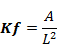 Kf = A / L²